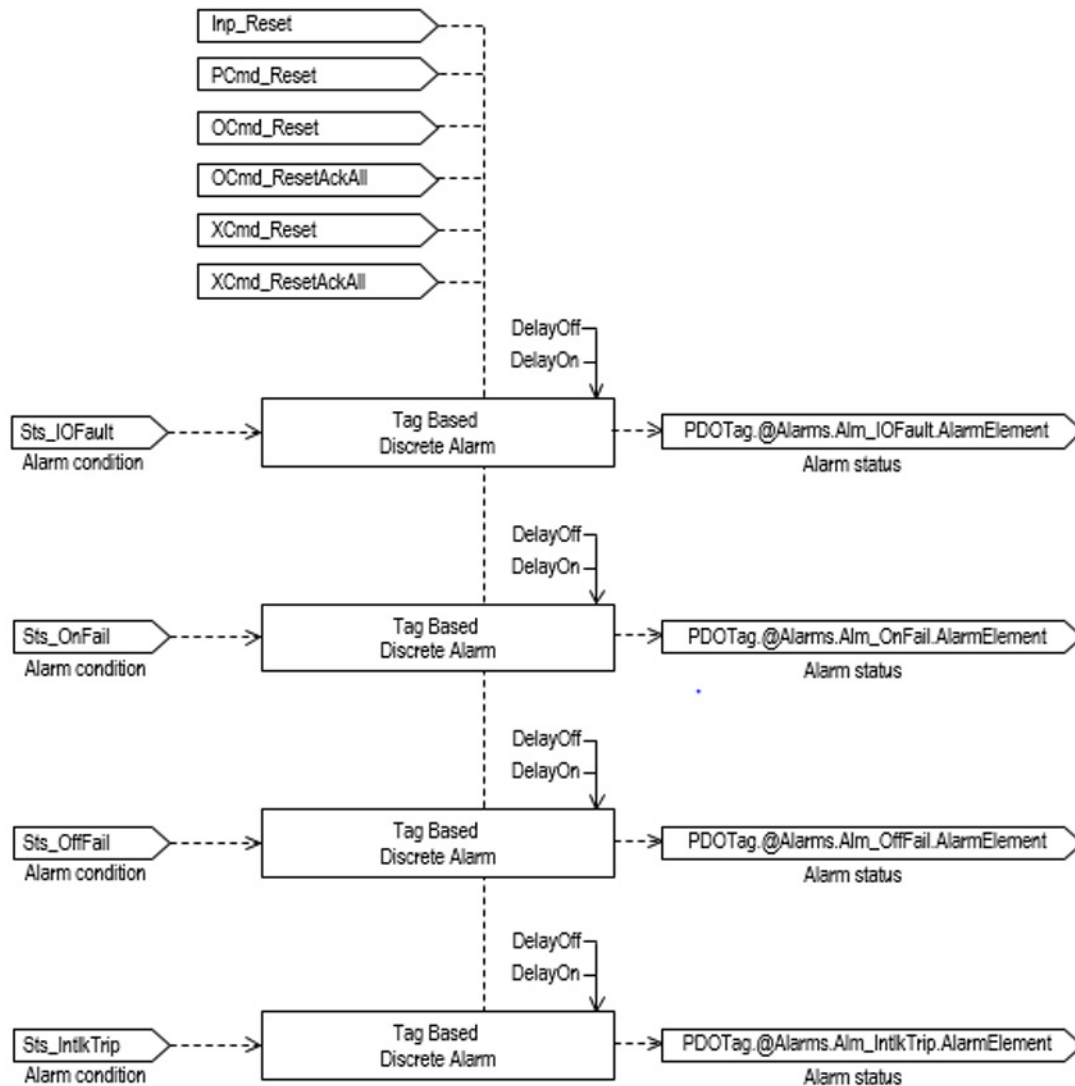 Inp_Reset
PCmd_Reset
OCmd_Reset
OCmd_ResetAckAll
XCmd_Reset
XCmd_ResetAckAll
DelayOff
DelayOn
Sts_IOFault
Alarm condition
Tag Based
Discrete Alarm
PDOTag.@Alarms.Alm_IOFault.AlarmElement
Alarm status
DelayOff
DelayOn
Sts_OnFail
Alarm condition
Tag Based
Discrete Alarm
PDOTag.@Alarms.Alm_OnFail.AlarmElement
Alarm status
DelayOff
DelayOn
Sts_OffFail
Alarm condition
Tag Based
Discrete Alarm
PDOTag.@Alarms.Alm_OffFail.AlarmElement
Alarm status
DelayOff
DelayOn
Sts_IntlkTrip
Alarm condition
Tag Based
Discrete Alarm
PDOTag.@Alarms.Alm_IntlkTrip.AlarmElement
Alarm status